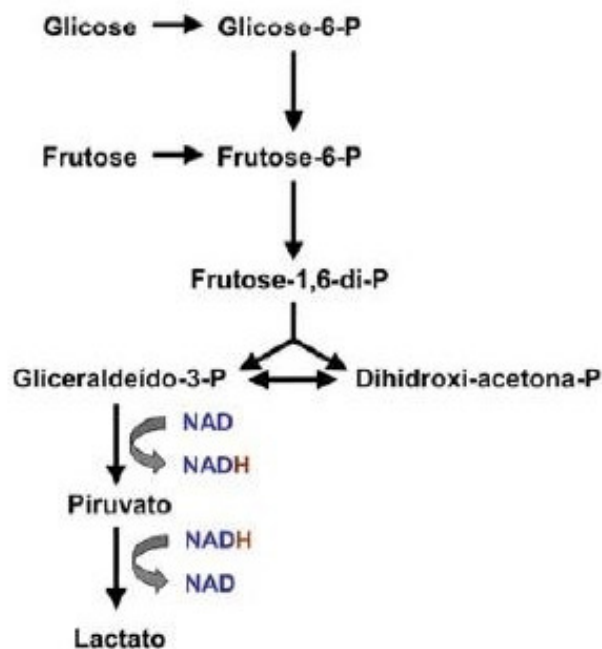 Glicose Glicose-6-P
Frutose Frutose-6-P
Frutose-1,6-di-P
Gliceraldeído-3-P Dihidroxi-acetona-P
NAD
NADH
Piruvato
NADH
NAD
Lactato